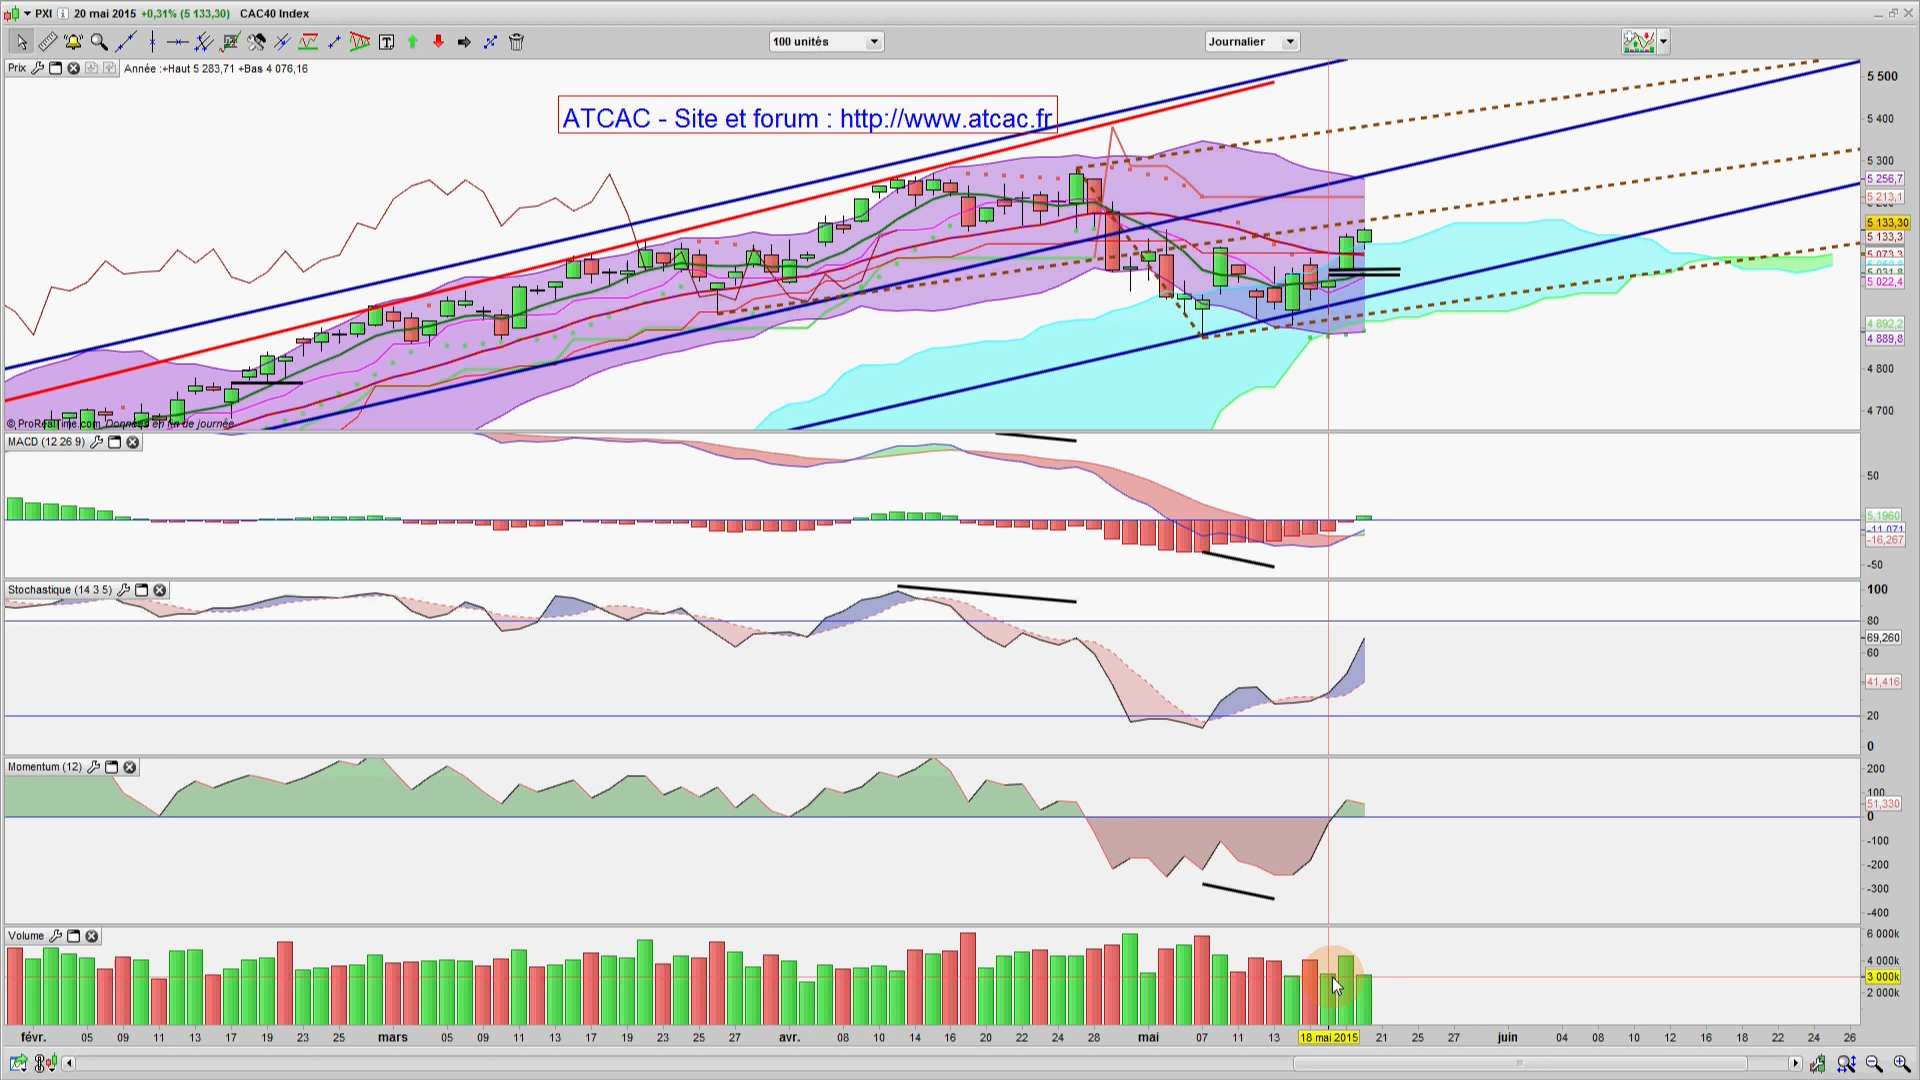 PXI 20 mai 2015 +0,31% (5 133,30) CAC40 Index
100 unités
Journalier
Prix Année :+Haut 5 283,71 +Bas 4 076,16
ATCAC - Site et forum : http://www.atcac.fr
5 500
5 400
5 300
5 256,7
5 213,1
5 133,30
5 133,3
5 073,3
5 031,8
5 022,4
4 892,2
4 889,8
4 800
4 700
© ProRealTime.com Données en fin de journée
MACD (12 26 9)
50
5,1960
-11,071
-16,267
-50
Stochastique (14 3 5)
100
80
69,260
60
41,416
20
0
Momentum (12)
200
100
51,330
0
-100
-200
-300
-400
Volume
6 000k
4 000k
3 000k
2 000k
févr. 05 09 11 13 17 19 23 25 mars 05 09 11 13 17 19 23 25 27 avr. 08 10 14 16 20 22 24 28 mai 07 11 13 18 mai 2015 21 25 27 juin 04 08 10 12 16 18 22 24 26